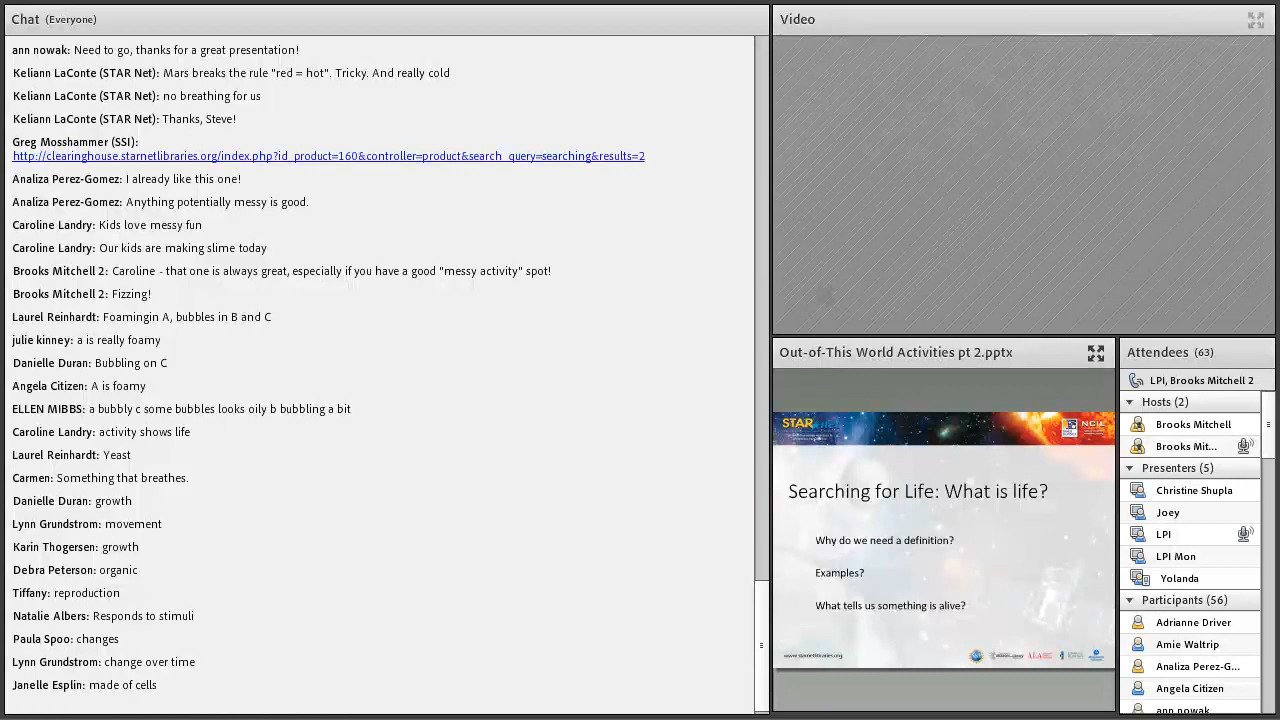 Chat (Everyone)
ann nowak: Need to go, thanks for a great presentation!
Keliann LaConte (STAR Net): Mars breaks the rule "red = hot". Tricky. And really cold
Keliann LaConte (STAR Net): no breathing for us
Keliann LaConte (STAR Net): Thanks, Steve!
Greg Mosshammer (SSI):
http://clearinghouse.starnetlibraries.org/index.php?id_product=160&controller=product&search_query=searching&results=2
Analiza Perez-Gomez: I already like this one!
Analiza Perez-Gomez: Anything potentially messy is good.
Caroline Landry: Kids love messy fun
Caroline Landry: Our kids are making slime today
Brooks Mitchell 2: Caroline - that one is always great, especially if you have a good "messy activity" spot!
Brooks Mitchell 2: Fizzing!
Laurel Reinhardt: Foamingin A, bubbles in B and C
julie kinney: a is really foamy
Danielle Duran: Bubbling on C
Angela Citizen: A is foamy
ELLEN MIBBS: a bubbly c some bubbles looks oily b bubbling a bit
Caroline Landry: activity shows life
Laurel Reinhardt: Yeast
Carmen: Something that breathes.
Danielle Duran: growth
Lynn Grundstrom: movement
Karin Thogersen: growth
Debra Peterson: organic
Tiffany: reproduction
Natalie Albers: Responds to stimuli
Paula Spoo: changes
Lynn Grundstrom: change over time
Janelle Esplin: made of cells
Video
Out-of-This World Activities pt 2.pptx
STAR
NCIL
Searching for Life: What is life?
Why do we need a definition?
Examples?
What tells us something is alive?
www.starnetlibraries.org
ALA
Attendees (63)
LPI, Brooks Mitchell 2
Hosts (2)
Brooks Mitchell
Brooks Mit...
Presenters (5)
Christine Shupla
Joey
LPI
LPI Mon
Yolanda
Participants (56)
Adrianne Driver
Amie Waltrip
Analiza Perez-G...
Angela Citizen
ann nowak